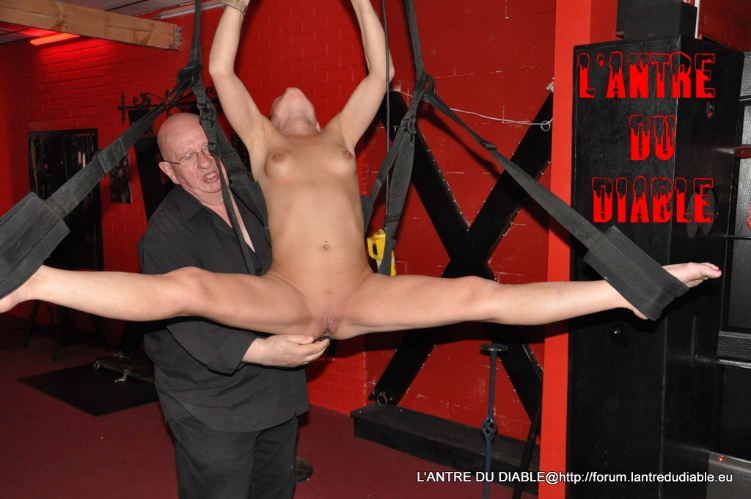 L'ANTRE
DU
DIABLE
L'ANTRE DU DIABLE@http://forum.lantredudiable.eu